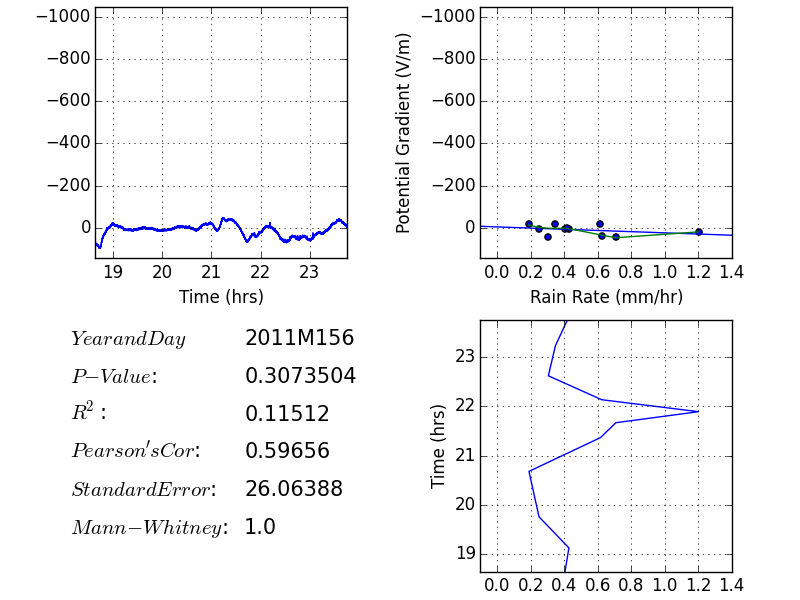 −1000
−800
−600
−400
−200
0
19 20 21 22 23
Time (hrs)
Potential Gradient (V/m)
−1000
−800
−600
−400
−200
0
0.0 0.2 0.4 0.6 0.8 1.0 1.2 1.4
Rain Rate (mm/hr)
YearandDay 2011M156
P−Value: 0.3073504
R²: 0.11512
Pearson'sCor: 0.59656
StandardError: 26.06388
Mann−Whitney: 1.0
Time (hrs)
23
22
21
20
19
0.0 0.2 0.4 0.6 0.8 1.0 1.2 1.4